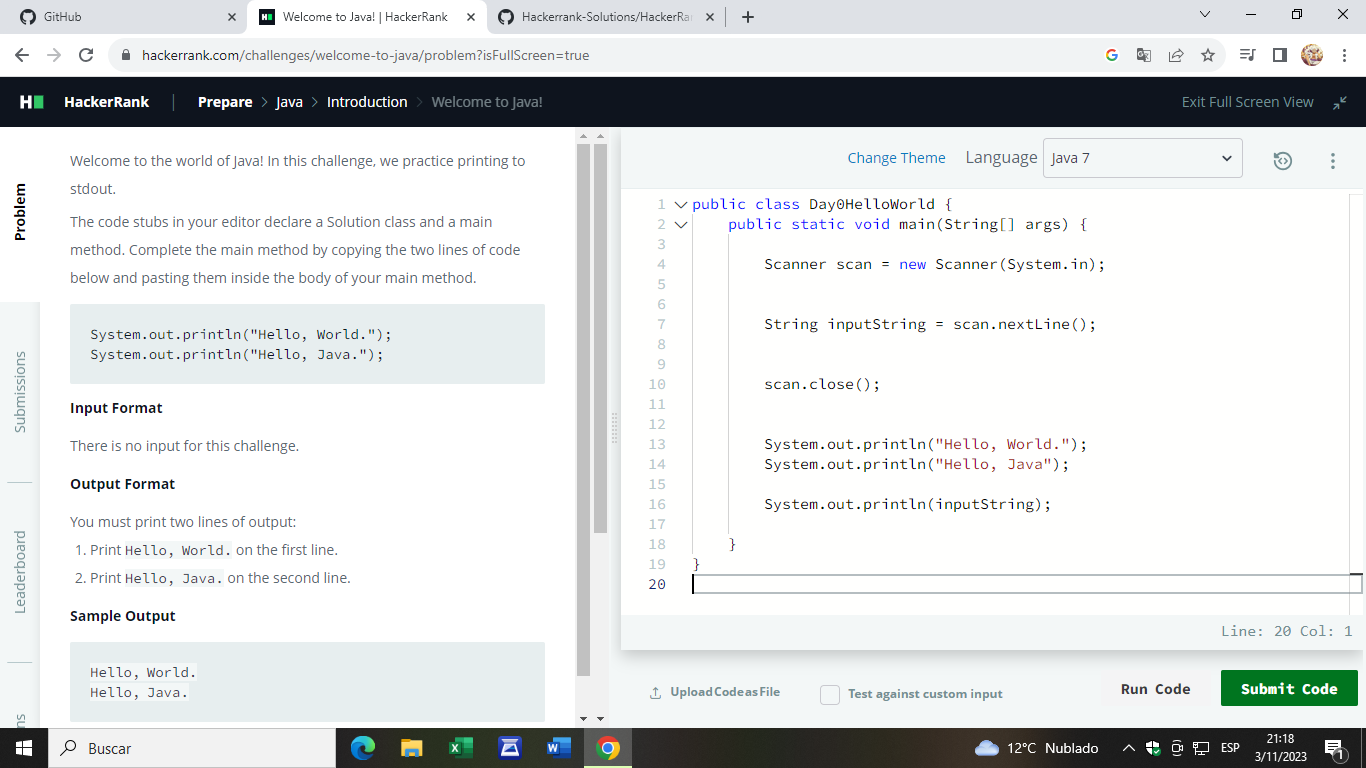 GitHub
Welcome to Java! | HackerRank
Hackerrank-Solutions/HackerRa
hackerrank.com/challenges/welcome-to-java/problem?isFullScreen=true
HackerRank
Prepare
Java
Introduction
Welcome to Java!
Exit Full Screen View
Problem
Submissions
Leaderboard
Welcome to the world of Java! In this challenge, we practice printing to
stdout.
The code stubs in your editor declare a Solution class and a main
method. Complete the main method by copying the two lines of code
below and pasting them inside the body of your main method.
System.out.println("Hello, World.");
System.out.println("Hello, Java.");
Input Format
There is no input for this challenge.
Output Format
You must print two lines of output:
1. Print Hello, World. on the first line.
2. Print Hello, Java. on the second line.
Sample Output
Hello, World.
Hello, Java.
Change Theme
Language
Java 7
1 public class Day0HelloWorld {
2 public static void main(String[] args) {
3
4 Scanner scan = new Scanner(System.in);
5
6
7 String inputString = scan.nextLine();
8
9
10 scan.close();
11
12
13 System.out.println("Hello, World.");
14 System.out.println("Hello, Java");
15
16 System.out.println(inputString);
17
18 }
19 }
20
Line: 20 Col: 1
Upload Code as File
Test against custom input
Run Code
Submit Code
Buscar
12°C Nublado
ESP
21:18
3/11/2023
1